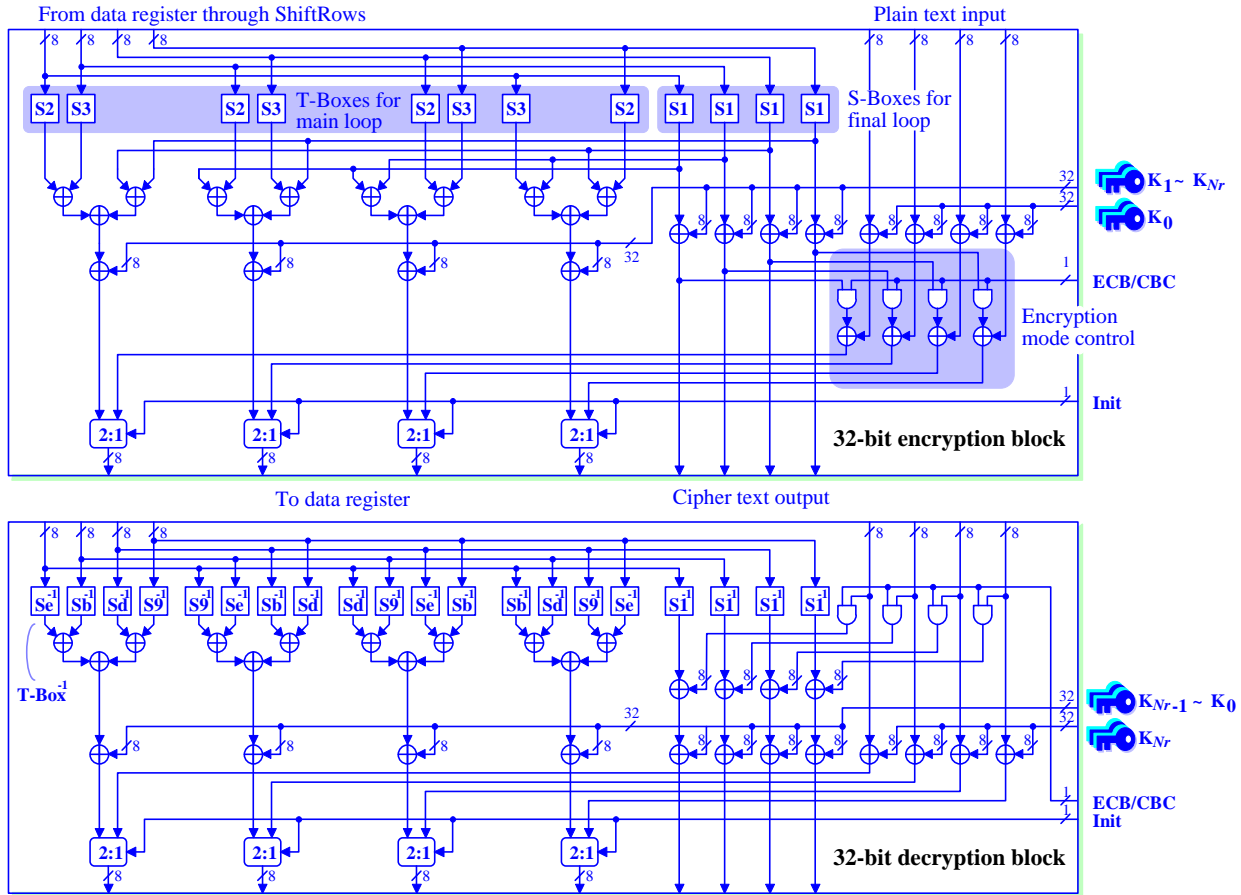 From data register through ShiftRows
Plain text input
8 8 8 8 8 8 8 8
S2 S3 S2 S3 S2 S3 S3 S2 S1 S1 S1 S1
T-Boxes for
main loop
S-Boxes for
final loop
32
K1 ~ KNr
32
K0
8 8 8 8 8 8 8 8
8 8 8 8 32
1
ECB/CBC
Encryption
mode control
1
Init
2:1 2:1 2:1 2:1
8 8 8 8
32-bit encryption block
To data register
Cipher text output
8 8 8 8 8 8 8 8
Se-1 Sb-1 Sd-1 S9-1 S9-1 Se-1 Sb-1 Sd-1 Sd-1 S9-1 Se-1 Sb-1 Sb-1 Sd-1 S9-1 Se-1 S1-1 S1-1 S1-1 S1-1
T-Box-1
8 8 8 8
32
KNr-1 ~ K0
32
32
KNr
8 8 8 8 8 8 8 8 8 8 8 8
1
ECB/CBC
1
Init
2:1 2:1 2:1 2:1
8 8 8 8
32-bit decryption block